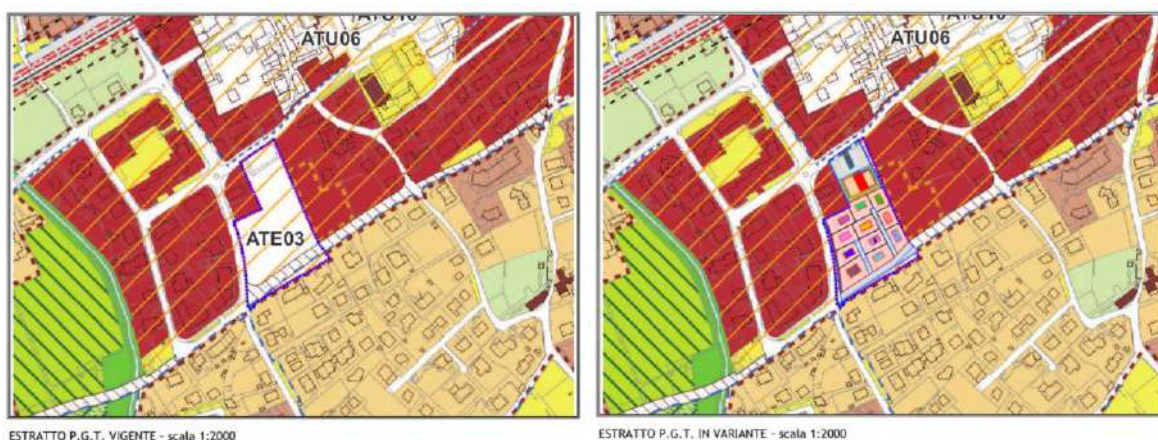 ATU06
ATE03
ESTRATTO P.G.T. VIGENTE - scala 1:2000
ATU06
ESTRATTO P.G.T. IN VARIANTE - scala 1:2000